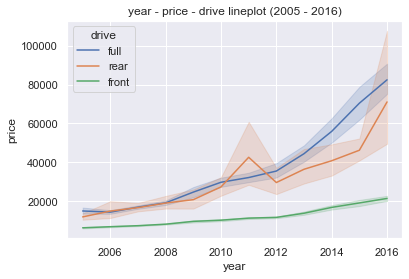 year - price - drive lineplot (2005 - 2016)
drive
full
rear
front
100000
80000
60000
40000
20000
price
2006 2008 2010 2012 2014 2016
year